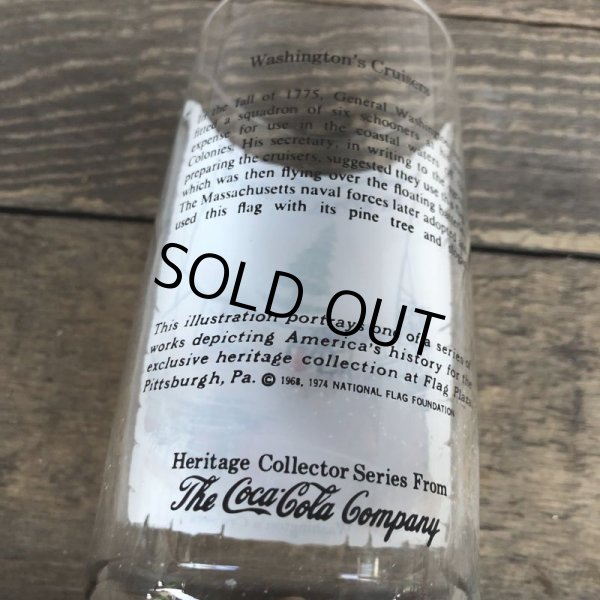 Washington's Cruisers
In the fall of 1775, General
fitted a squadron of six schooners
expense for use in the coastal waters
Colonies. His secretary, in writing to the
preparing the cruisers, suggested they use
which was then flying over the floating
The Massachusetts naval forces later adopted
used this flag with its pine tree and
SOLD OUT
This illustration portrays one of a series of
works depicting America's history for the
exclusive heritage collection at Flag Plaza
Pittsburgh, Pa. © 1968, 1974 NATIONAL FLAG FOUNDATION
Heritage Collector Series From
The Coca-Cola Company